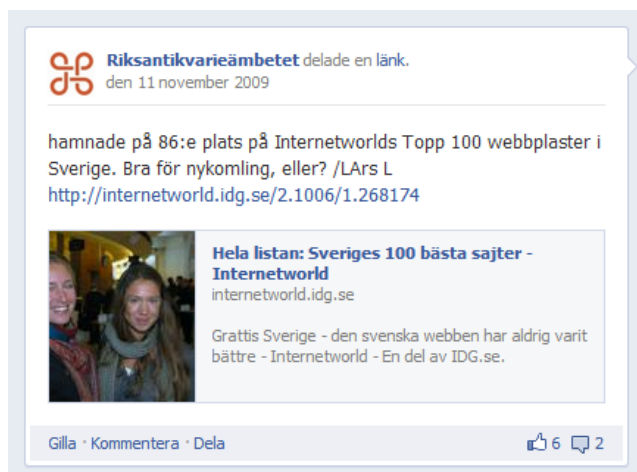 Riksantikvarieämbetet delade en länk.
den 11 november 2009
hamnade på 86:e plats på Internetworlds Topp 100 webbplaster i
Sverige. Bra för nykomling, eller? /LArs L
http://internetworld.idg.se/2.1006/1.268174
Hela listan: Sveriges 100 bästa sajter -
Internetworld
internetworld.idg.se
Grattis Sverige - den svenska webben har aldrig varit
bättre - Internetworld - En del av IDG.se.
Gilla · Kommentera · Dela 6 2